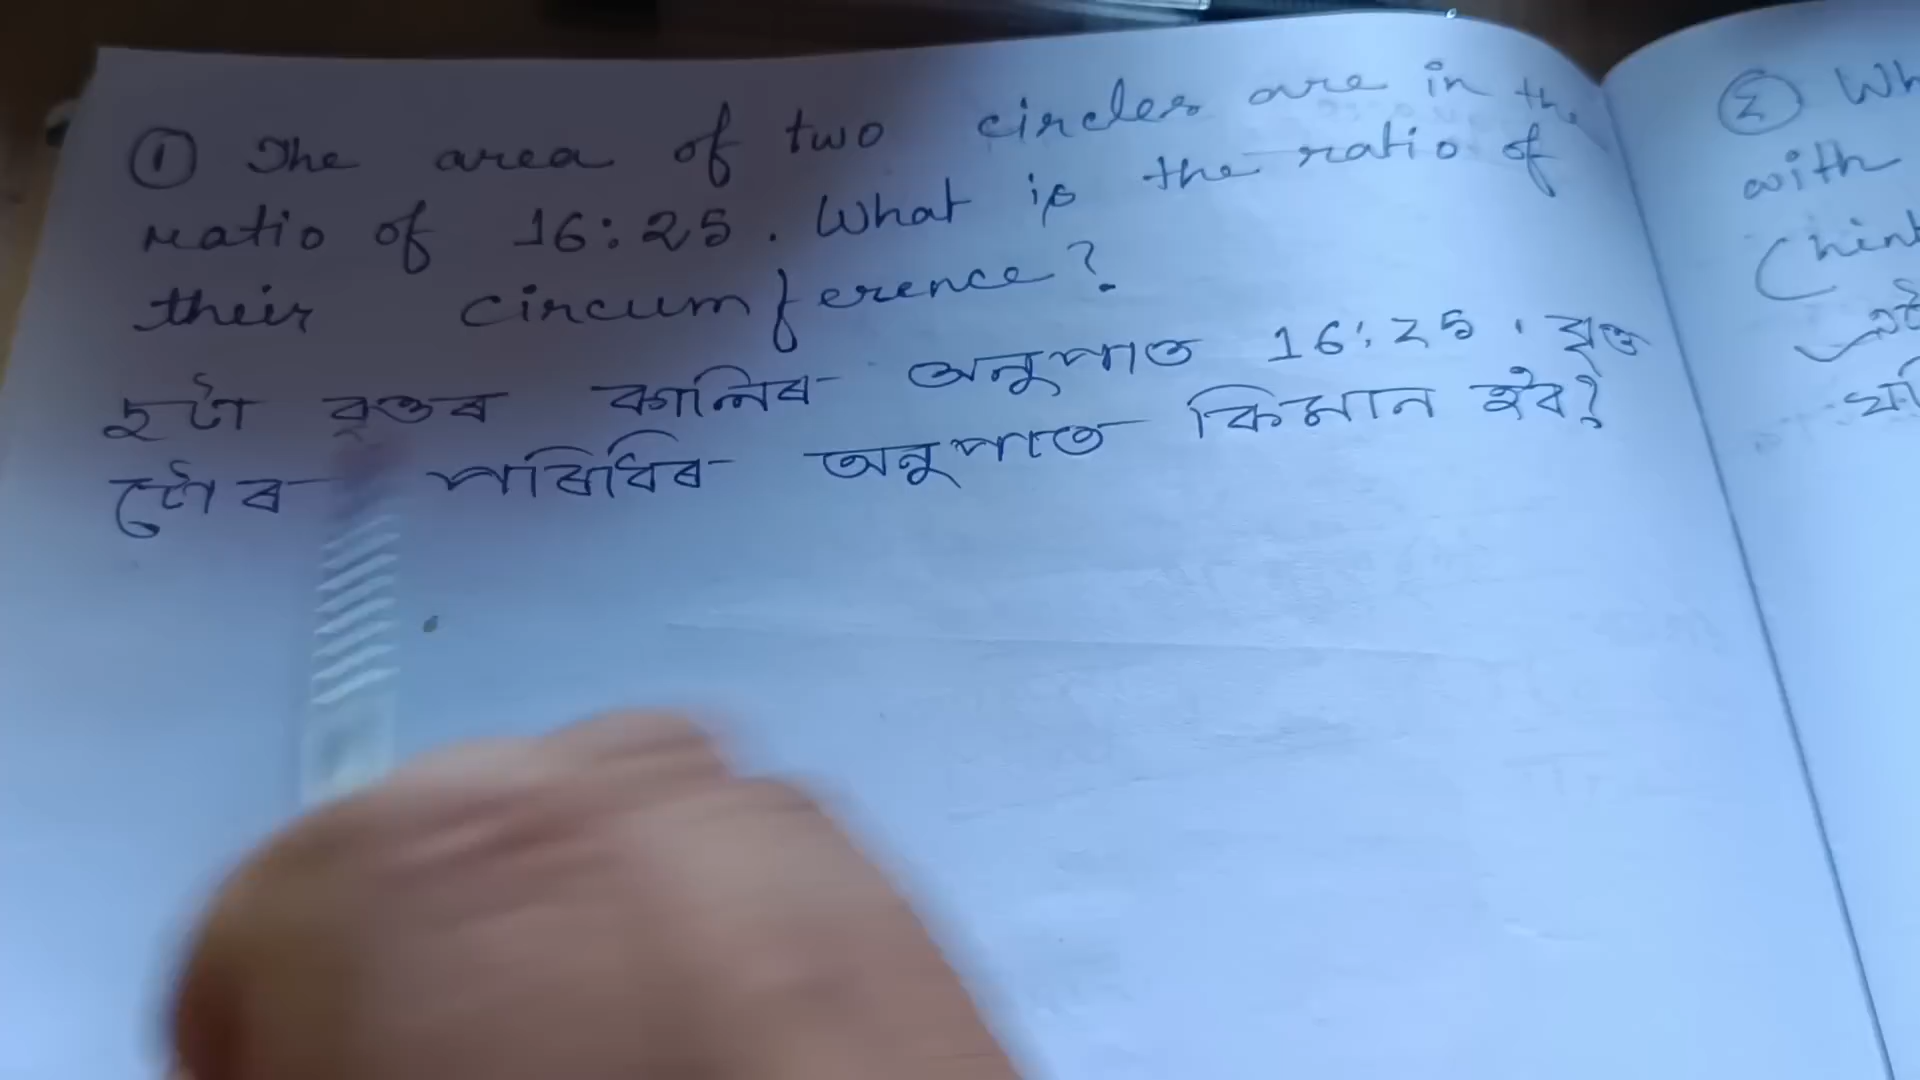 ① The area of two circles are in the
ratio of 16:25. What is the ratio of
their circumference?
দুটা বৃত্তৰ কালিৰ অনুপাত 16:25. বৃত্ত
দুটাৰ পৰিধিৰ অনুপাত কিমান হব?
② Wh
with
(hint